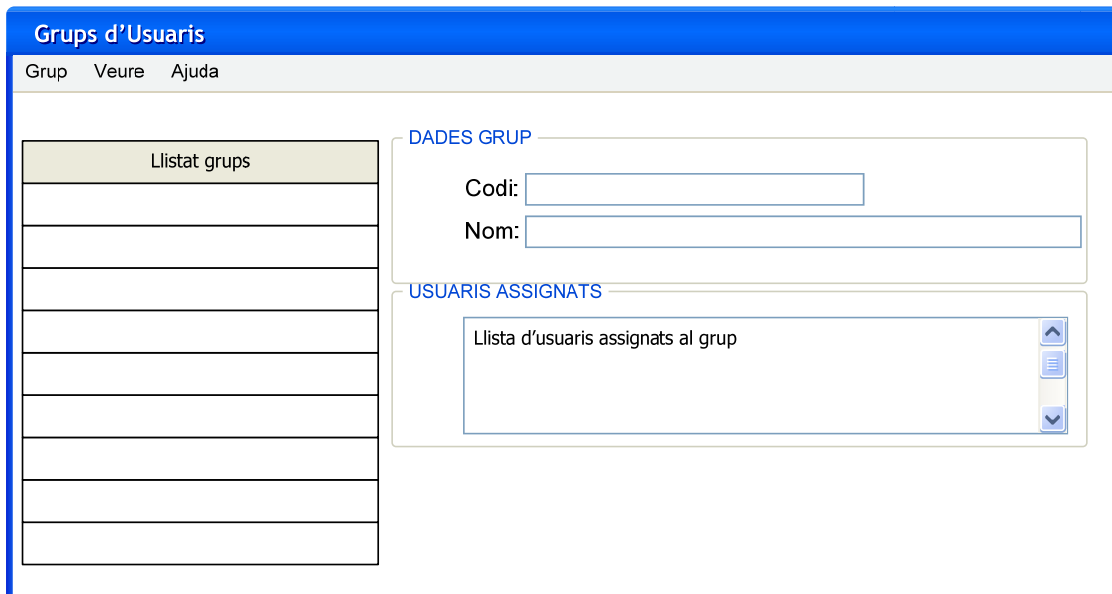 Grups d’Usuaris
Grup Veure Ajuda
Llistat grups
DADES GRUP
Codi:
Nom:
USUARIS ASSIGNATS
Llista d’usuaris assignats al grup